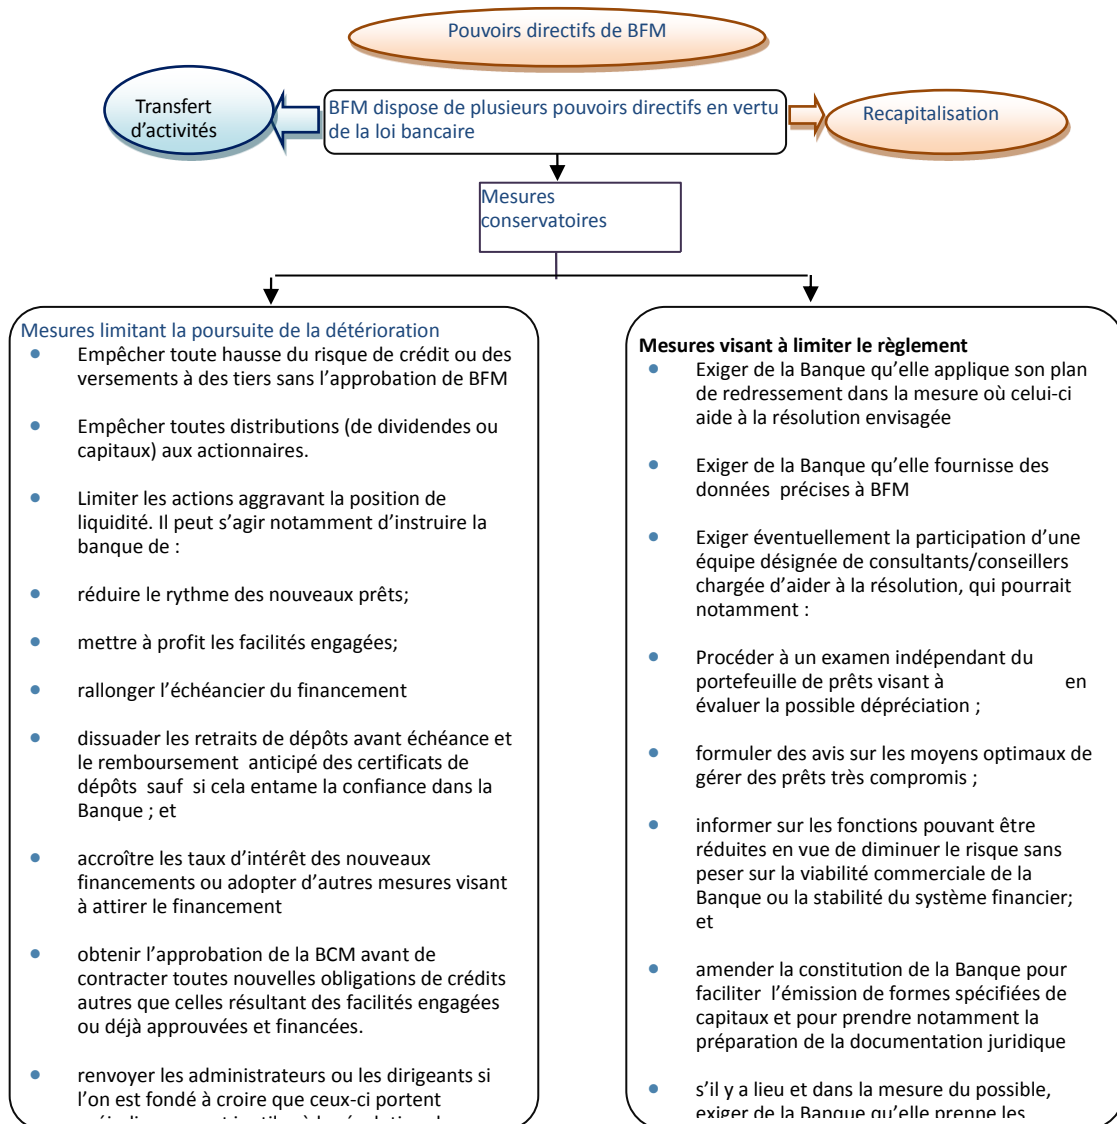 Pouvoirs directifs de BFM
Transfert
d'activités
BFM dispose de plusieurs pouvoirs directifs en vertu
de la loi bancaire
Recapitalisation
Mesures
conservatoires
Mesures limitant la poursuite de la détérioration
• Empêcher toute hausse du risque de crédit ou des
versements à des tiers sans l'approbation de BFM
• Empêcher toutes distributions (de dividendes ou
capitaux) aux actionnaires.
• Limiter les actions aggravant la position de
liquidité. Il peut s'agir notamment d'instruire la
banque de :
• réduire le rythme des nouveaux prêts;
• mettre à profit les facilités engagées;
• rallonger l'échéancier du financement
• dissuader les retraits de dépôts avant échéance et
le remboursement anticipé des certificats de
dépôts sauf si cela entame la confiance dans la
Banque ; et
• accroître les taux d'intérêt des nouveaux
financements ou adopter d'autres mesures visant
à attirer le financement
• obtenir l'approbation de la BCM avant de
contracter toutes nouvelles obligations de crédits
autres que celles résultant des facilités engagées
ou déjà approuvées et financées.
• renvoyer les administrateurs ou les dirigeants si
l'on est fondé à croire que ceux-ci portent
Mesures visant à limiter le règlement
• Exiger de la Banque qu'elle applique son plan
de redressement dans la mesure où celui-ci
aide à la résolution envisagée
• Exiger de la Banque qu'elle fournisse des
données précises à BFM
• Exiger éventuellement la participation d'une
équipe désignée de consultants/conseillers
chargée d'aider à la résolution, qui pourrait
notamment :
• Procéder à un examen indépendant du
portefeuille de prêts visant à en
évaluer la possible dépréciation ;
• formuler des avis sur les moyens optimaux de
gérer des prêts très compromis ;
• informer sur les fonctions pouvant être
réduites en vue de diminuer le risque sans
peser sur la viabilité commerciale de la
Banque ou la stabilité du système financier;
et
• amender la constitution de la Banque pour
faciliter l'émission de formes spécifiées de
capitaux et pour prendre notamment la
préparation de la documentation juridique
• s'il y a lieu et dans la mesure du possible,
exiger de la Banque qu'elle prenne les